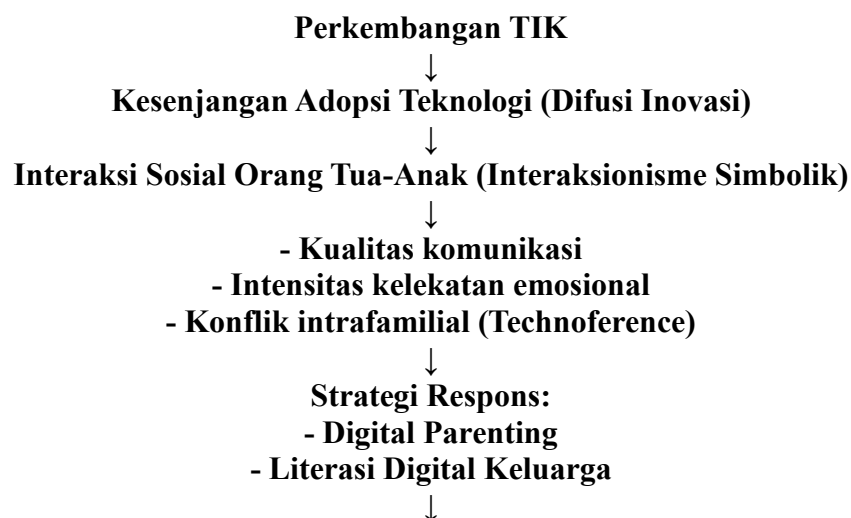 Perkembangan TIK
↓
Kesenjangan Adopsi Teknologi (Difusi Inovasi)
↓
Interaksi Sosial Orang Tua-Anak (Interaksionisme Simbolik)
↓
- Kualitas komunikasi
- Intensitas kelekatan emosional
- Konflik intrafamilial (Technoference)
↓
Strategi Respons:
- Digital Parenting
- Literasi Digital Keluarga
↓